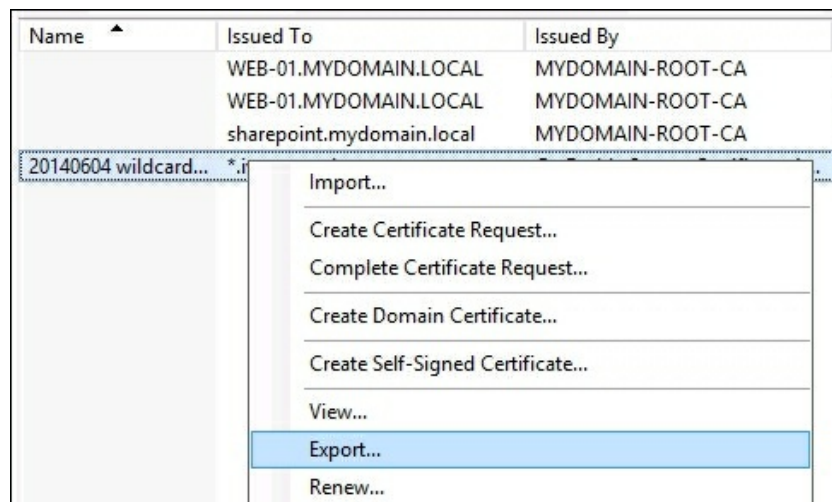 Name Issued To Issued By
WEB-01.MYDOMAIN.LOCAL MYDOMAIN-ROOT-CA
WEB-01.MYDOMAIN.LOCAL MYDOMAIN-ROOT-CA
sharepoint.mydomain.local MYDOMAIN-ROOT-CA
20140604 wildcard...
Import...
Create Certificate Request...
Complete Certificate Request...
Create Domain Certificate...
Create Self-Signed Certificate...
View...
Export...
Renew...